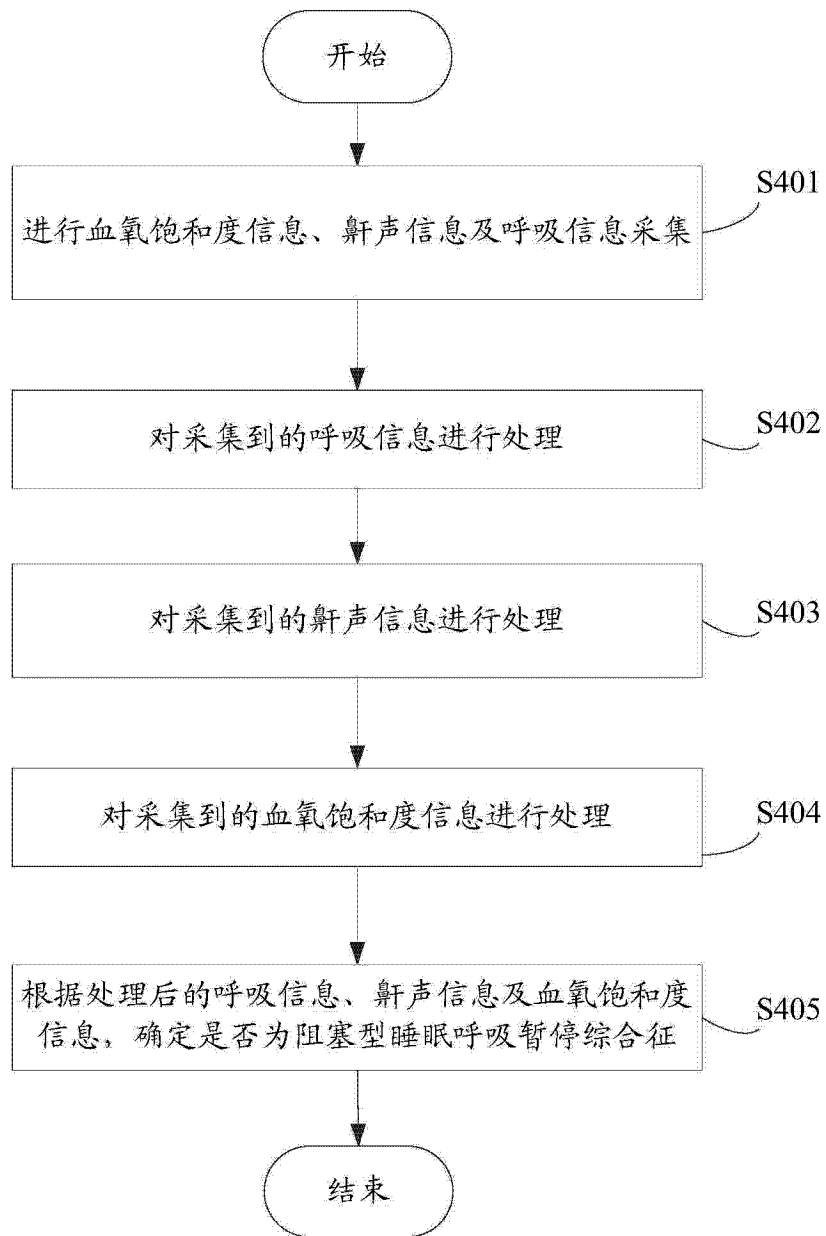 开始
S401
进行血氧饱和度信息、鼾声信息及呼吸信息采集
S402
对采集到的呼吸信息进行处理
S403
对采集到的鼾声信息进行处理
S404
对采集到的血氧饱和度信息进行处理
S405
根据处理后的呼吸信息、鼾声信息及血氧饱和度
信息，确定是否为阻塞型睡眠呼吸暂停综合征
结束